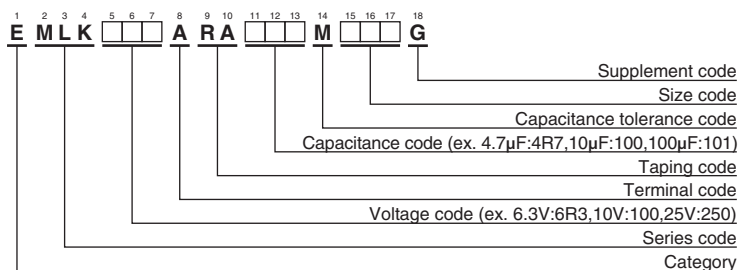 1 2 3 4 5 6 7 8 9 10 11 12 13 14 15 16 17 18
E M L K □□□ A R A □□□ M □□□ G
Supplement code
Size code
Capacitance tolerance code
Capacitance code (ex. 4.7μF:4R7,10μF:100,100μF:101)
Taping code
Terminal code
Voltage code (ex. 6.3V:6R3,10V:100,25V:250)
Series code
Category